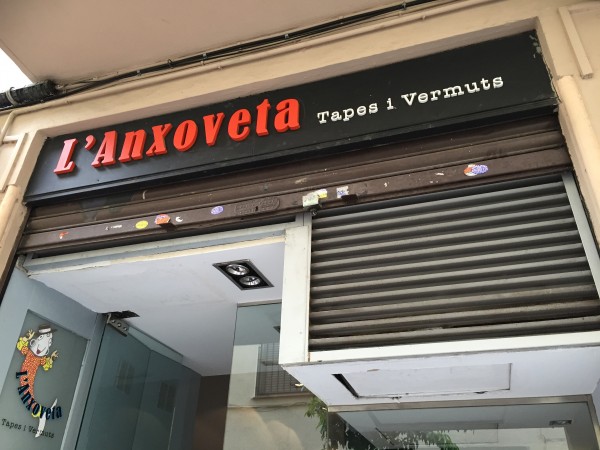 L'Anxoveta Tapes i Vermuts
L'Anxoveta
Tapes i Vermuts